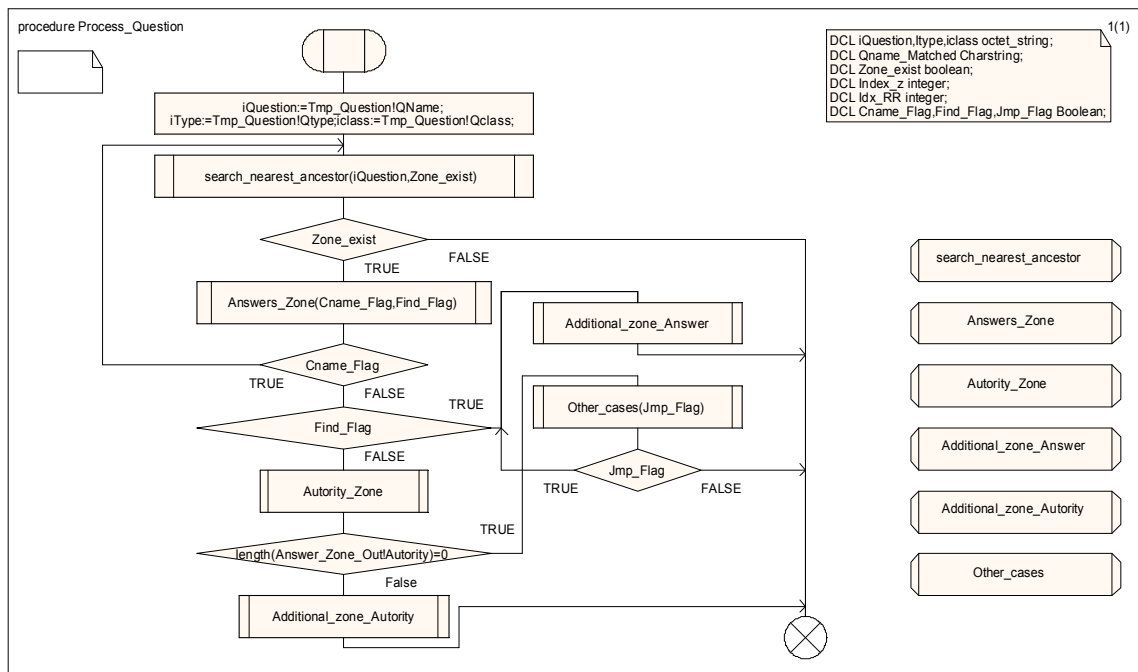 procedure Process_Question
1(1)
DCL iQuestion,Itype,iclass octet_string;
DCL Qname_Matched Charstring;
DCL Zone_exist boolean;
DCL Index_z integer;
DCL Idx_RR integer;
DCL Cname_Flag,Find_Flag,Jmp_Flag Boolean;
iQuestion:=Tmp_Question!QName;
iType:=Tmp_Question!Qtype;iclass:=Tmp_Question!Qclass;
search_nearest_ancestor(iQuestion,Zone_exist)
Zone_exist
FALSE
TRUE
Answers_Zone(Cname_Flag,Find_Flag)
Additional_zone_Answer
Cname_Flag
TRUE
FALSE
TRUE
Find_Flag
FALSE
Other_cases(Jmp_Flag)
Jmp_Flag
TRUE
FALSE
Autority_Zone
TRUE
length(Answer_Zone_Out!Autority)=0
False
Additional_zone_Autority
search_nearest_ancestor
Answers_Zone
Autority_Zone
Additional_zone_Answer
Additional_zone_Autority
Other_cases